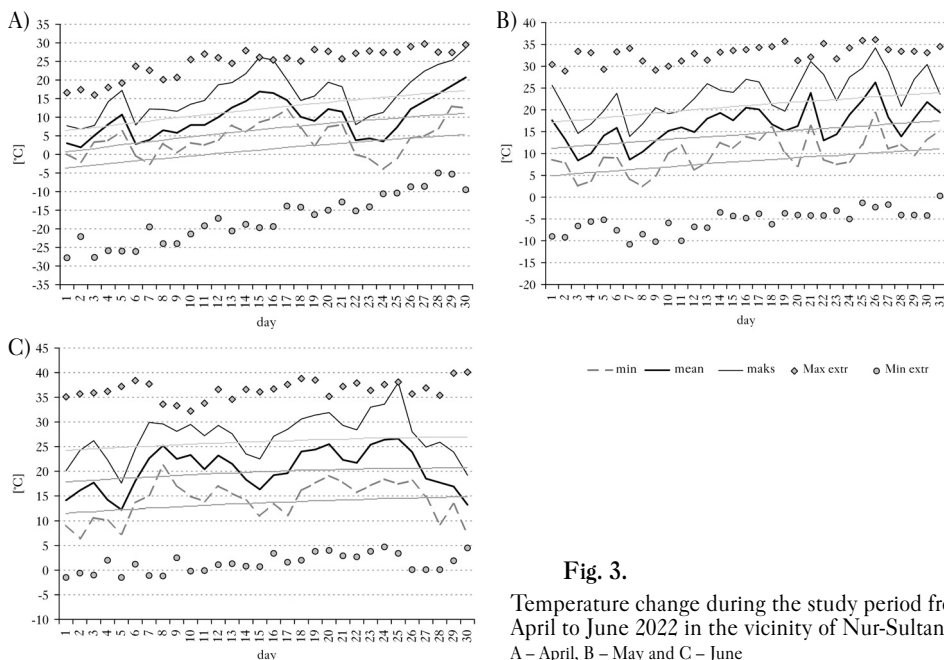 A)
35
30
25
20
15
10
5
0
-5
-10
-15
-20
-25
-30
-35
[°C]
1 2 3 4 5 6 7 8 9 10 11 12 13 14 15 16 17 18 19 20 21 22 23 24 25 26 27 28 29 30
day
B)
40
35
30
25
20
15
10
5
0
-5
-10
-15
-20
[°C]
1 2 3 4 5 6 7 8 9 10 11 12 13 14 15 16 17 18 19 20 21 22 23 24 25 26 27 28 29 30 31
day
C)
45
40
35
30
25
20
15
10
5
0
-5
-10
[°C]
1 2 3 4 5 6 7 8 9 10 11 12 13 14 15 16 17 18 19 20 21 22 23 24 25 26 27 28 29 30
day
min mean maks Max extr Min extr
Fig. 3.
Temperature change during the study period fro
April to June 2022 in the vicinity of Nur-Sultan
A – April, B – May and C – June